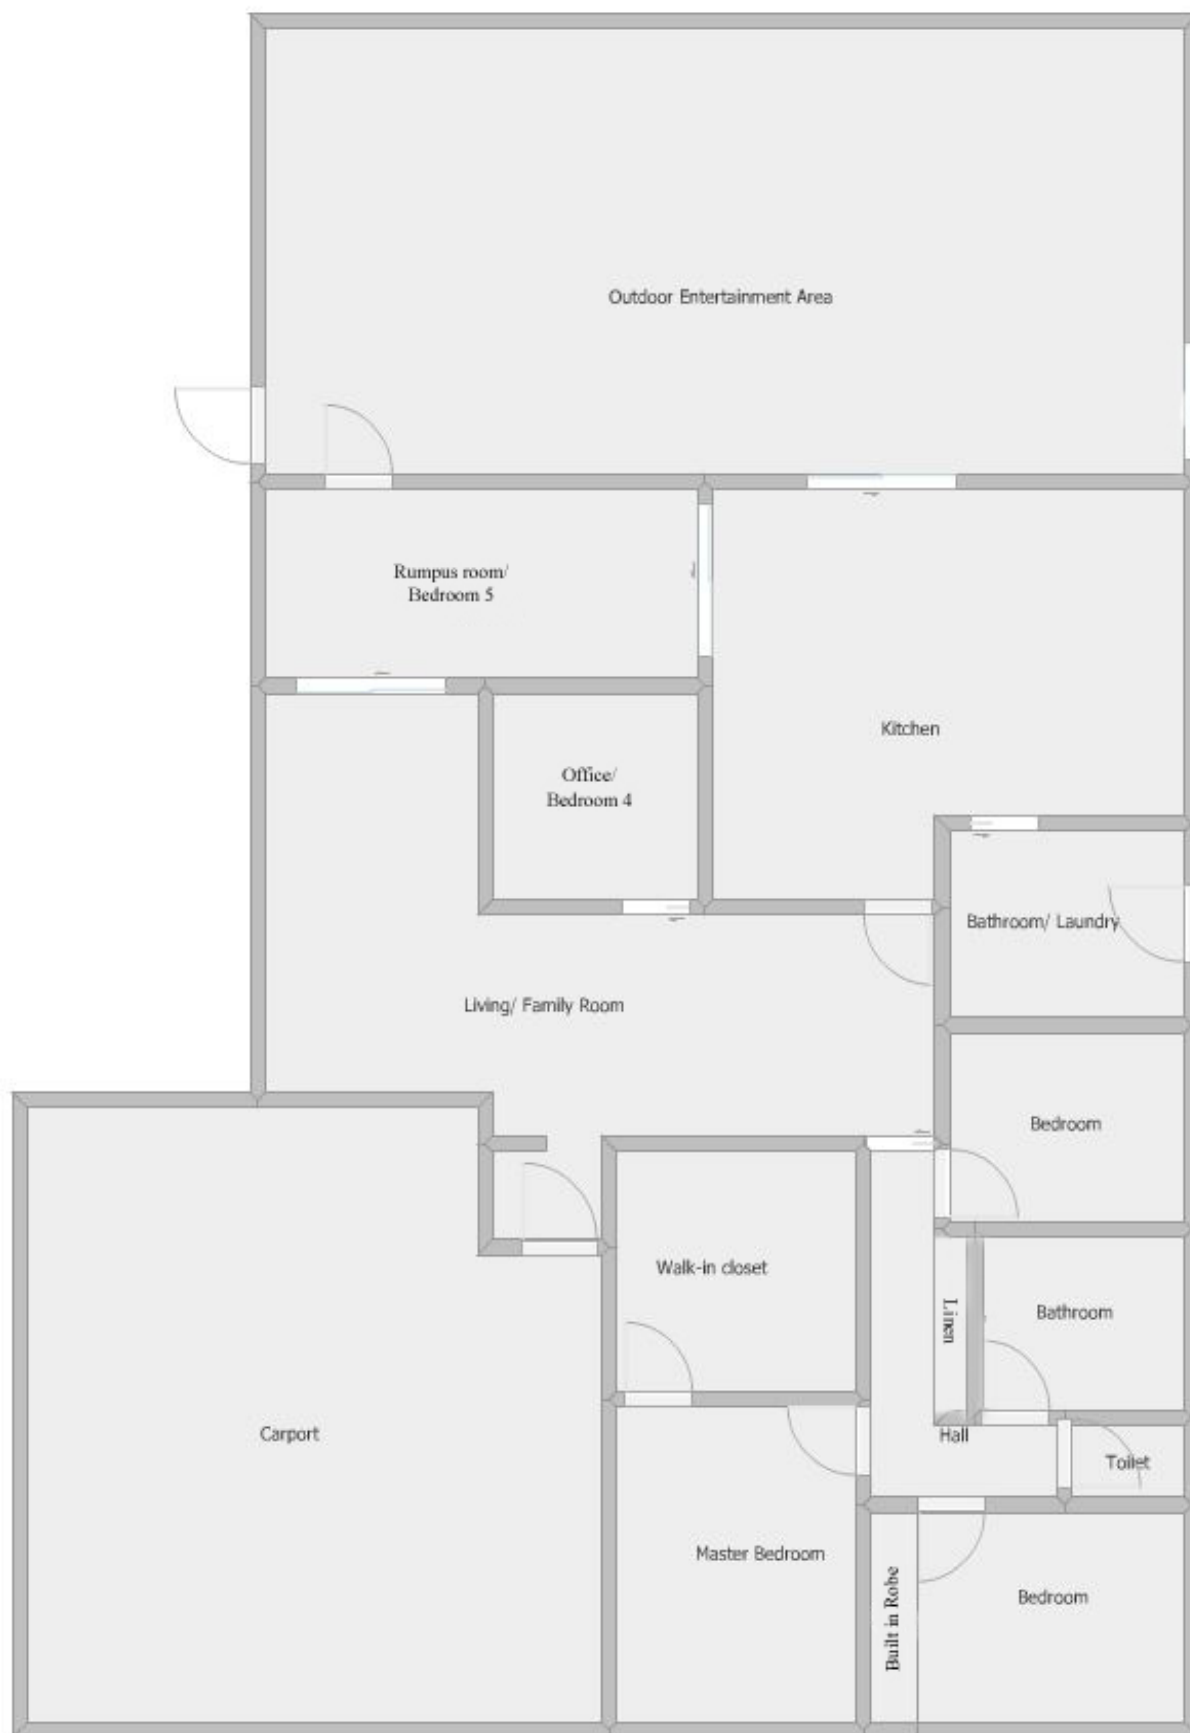 Outdoor Entertainment Area
Rumpus room/
Bedroom 5
Kitchen
Office/
Bedroom 4
Bathroom/ Laundry
Living/ Family Room
Bedroom
Walk-in closet
Linen
Bathroom
Carport
Hall
Toilet
Master Bedroom
Built in Robe
Bedroom